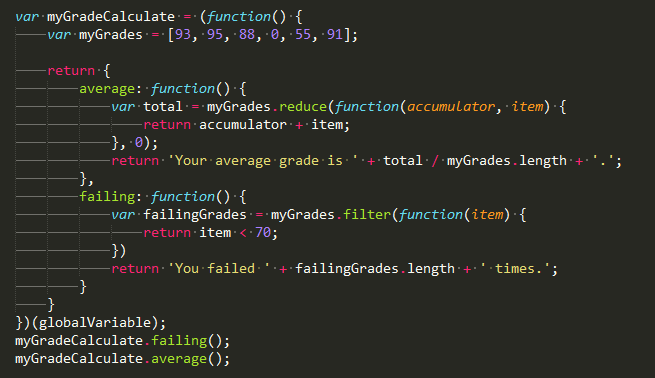 var myGradeCalculate = (function() {
    var myGrades = [93, 95, 88, 0, 55, 91];

    return {
        average: function() {
            var total = myGrades.reduce(function(accumulator, item) {
                return accumulator + item;
            }, 0);
            return 'Your average grade is ' + total / myGrades.length + '.';
        },
        failing: function() {
            var failingGrades = myGrades.filter(function(item) {
                return item < 70;
            })
            return 'You failed ' + failingGrades.length + ' times.';
        }
    }
})(globalVariable);
myGradeCalculate.failing();
myGradeCalculate.average();